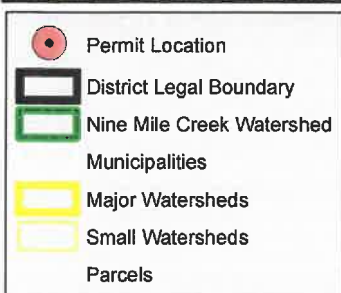 Permit Location
District Legal Boundary
Nine Mile Creek Watershed
Municipalities
Major Watersheds
Small Watersheds
Parcels